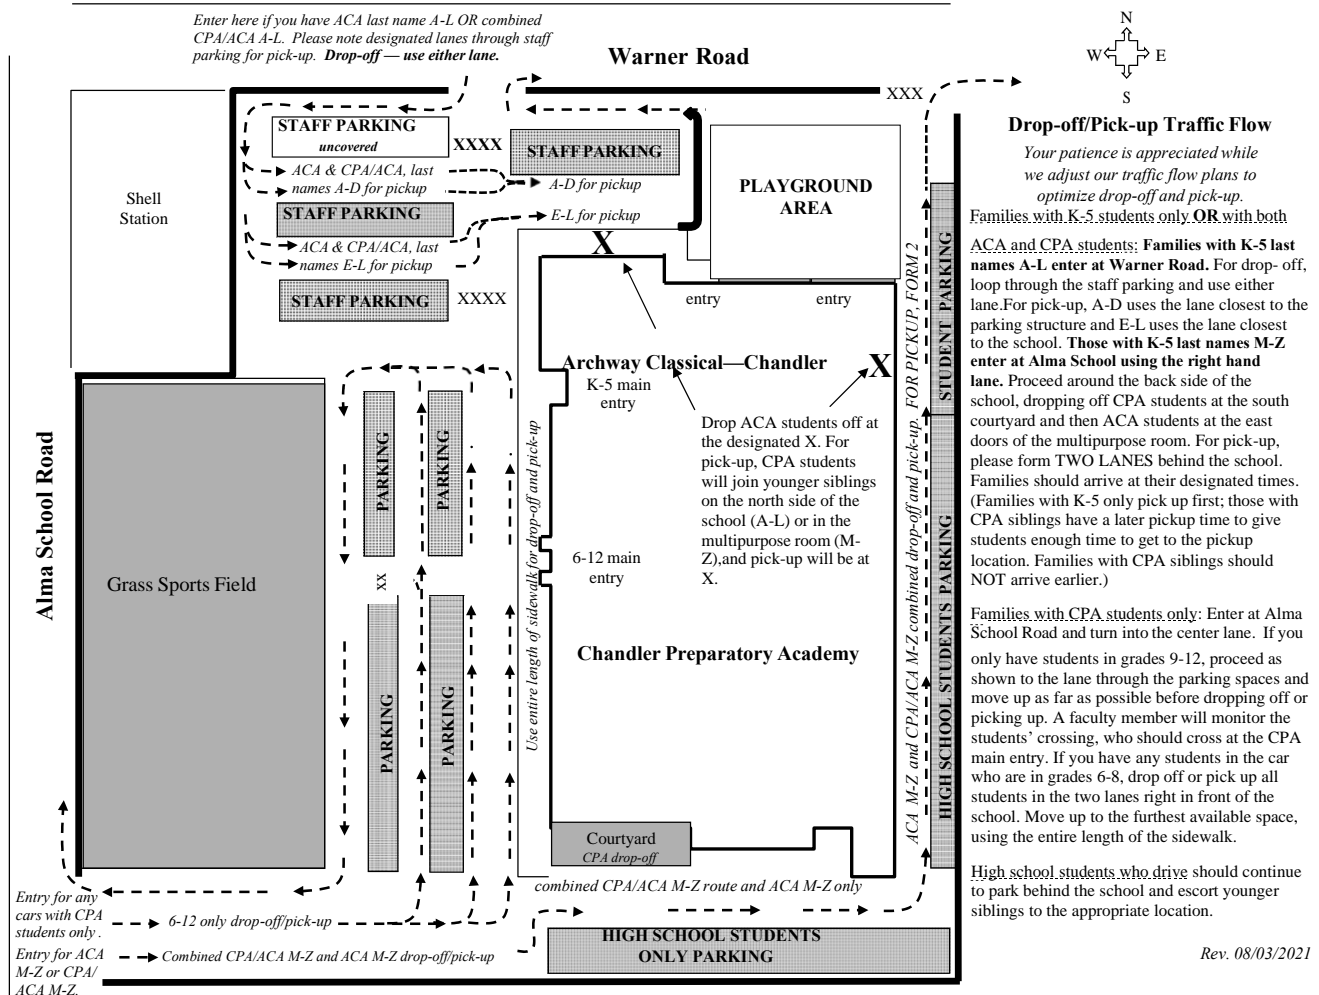 Enter here if you have ACA last name A-L OR combined
CPA/ACA A-L. Please note designated lanes through staff
parking for pick-up. Drop-off — use either lane.
Warner Road
N
W
E
S
XXX
STAFF PARKING
uncovered
XXXX
STAFF PARKING
ACA & CPA/ACA, last
names A-D for pickup
A-D for pickup
STAFF PARKING
E-L for pickup
ACA & CPA/ACA, last
names E-L for pickup
STAFF PARKING
XXXX
X
PLAYGROUND
AREA
entry
entry
Shell
Station
Archway Classical—Chandler
X
K-5 main
entry
Drop ACA students off at
the designated X. For
pick-up, CPA students
will join younger siblings
on the north side of the
school (A-L) or in the
multipurpose room (M-
Z),and pick-up will be at
X.
6-12 main
entry
Chandler Preparatory Academy
Courtyard
CPA drop-off
Use entire length of sidewalk for drop-off and pick-up
PARKING
PARKING
xx
PARKING
PARKING
Grass Sports Field
Alma School Road
ACA M-Z and CPA/ACA M-Z combined drop-off and pick-up. FOR PICKUP, FORM 2
STUDENT PARKING
HIGH SCHOOL STUDENTS PARKING
combined CPA/ACA M-Z route and ACA M-Z only
Entry for any
cars with CPA
students only .
6-12 only drop-off/pick-up
Entry for ACA
M-Z or CPA/
ACA M-Z.
Combined CPA/ACA M-Z and ACA M-Z drop-off/pick-up
HIGH SCHOOL STUDENTS
ONLY PARKING
Drop-off/Pick-up Traffic Flow
Your patience is appreciated while
we adjust our traffic flow plans to
optimize drop-off and pick-up.
Families with K-5 students only OR with both
ACA and CPA students: Families with K-5 last
names A-L enter at Warner Road. For drop- off,
loop through the staff parking and use either
lane.For pick-up, A-D uses the lane closest to the
parking structure and E-L uses the lane closest
to the school. Those with K-5 last names M-Z
enter at Alma School using the right hand
lane. Proceed around the back side of the
school, dropping off CPA students at the south
courtyard and then ACA students at the east
doors of the multipurpose room. For pick-up,
please form TWO LANES behind the school.
Families should arrive at their designated times.
(Families with K-5 only pick up first; those with
CPA siblings have a later pickup time to give
students enough time to get to the pickup
location. Families with CPA siblings should
NOT arrive earlier.)
Families with CPA students only: Enter at Alma
School Road and turn into the center lane. If you
only have students in grades 9-12, proceed as
shown to the lane through the parking spaces and
move up as far as possible before dropping off or
picking up. A faculty member will monitor the
students’ crossing, who should cross at the CPA
main entry. If you have any students in the car
who are in grades 6-8, drop off or pick up all
students in the two lanes right in front of the
school. Move up to the furthest available space,
using the entire length of the sidewalk.
High school students who drive should continue
to park behind the school and escort younger
siblings to the appropriate location.
Rev. 08/03/2021